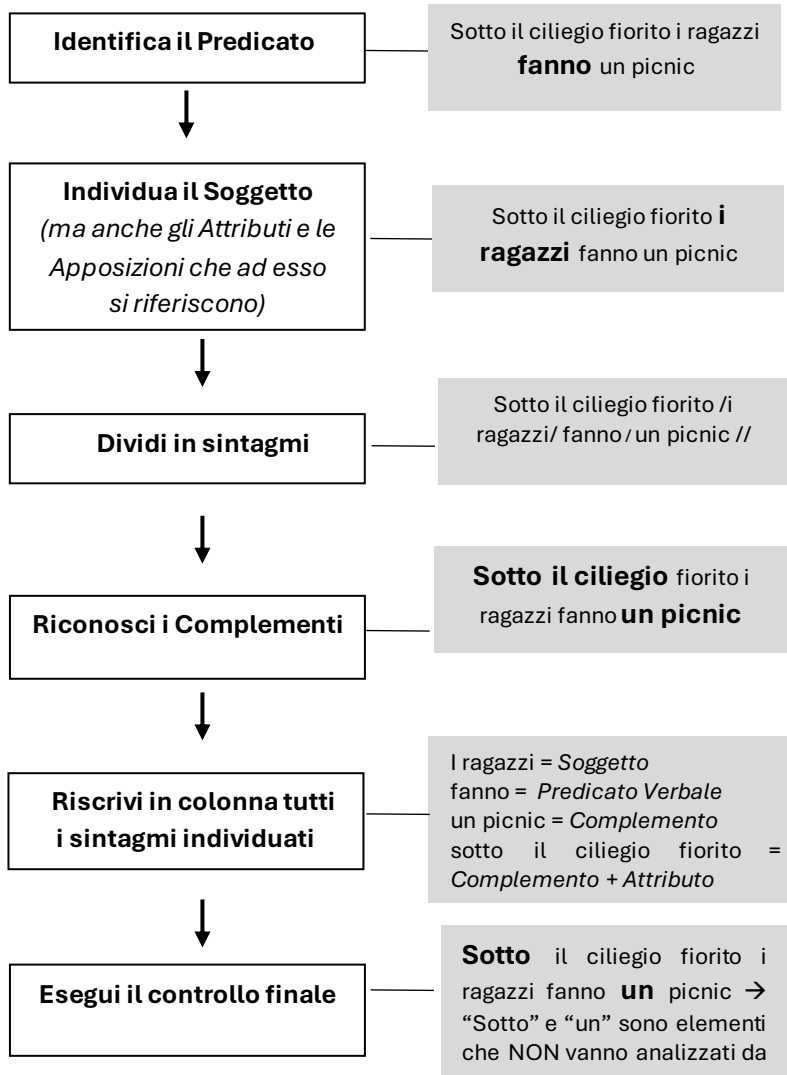 Identifica il Predicato
Sotto il ciliegio fiorito i ragazzi
fanno un picnic
Individua il Soggetto
(ma anche gli Attributi e le
Apposizioni che ad esso
si riferiscono)
Sotto il ciliegio fiorito i
ragazzi fanno un picnic
Dividi in sintagmi
Sotto il ciliegio fiorito /i
ragazzi/ fanno / un picnic //
Riconosci i Complementi
Sotto il ciliegio fiorito i
ragazzi fanno un picnic
Riscrivi in colonna tutti
i sintagmi individuati
I ragazzi = Soggetto
fanno = Predicato Verbale
un picnic = Complemento
sotto il ciliegio fiorito =
Complemento + Attributo
Esegui il controllo finale
Sotto il ciliegio fiorito i
ragazzi fanno un picnic →
“Sotto” e “un” sono elementi
che NON vanno analizzati da